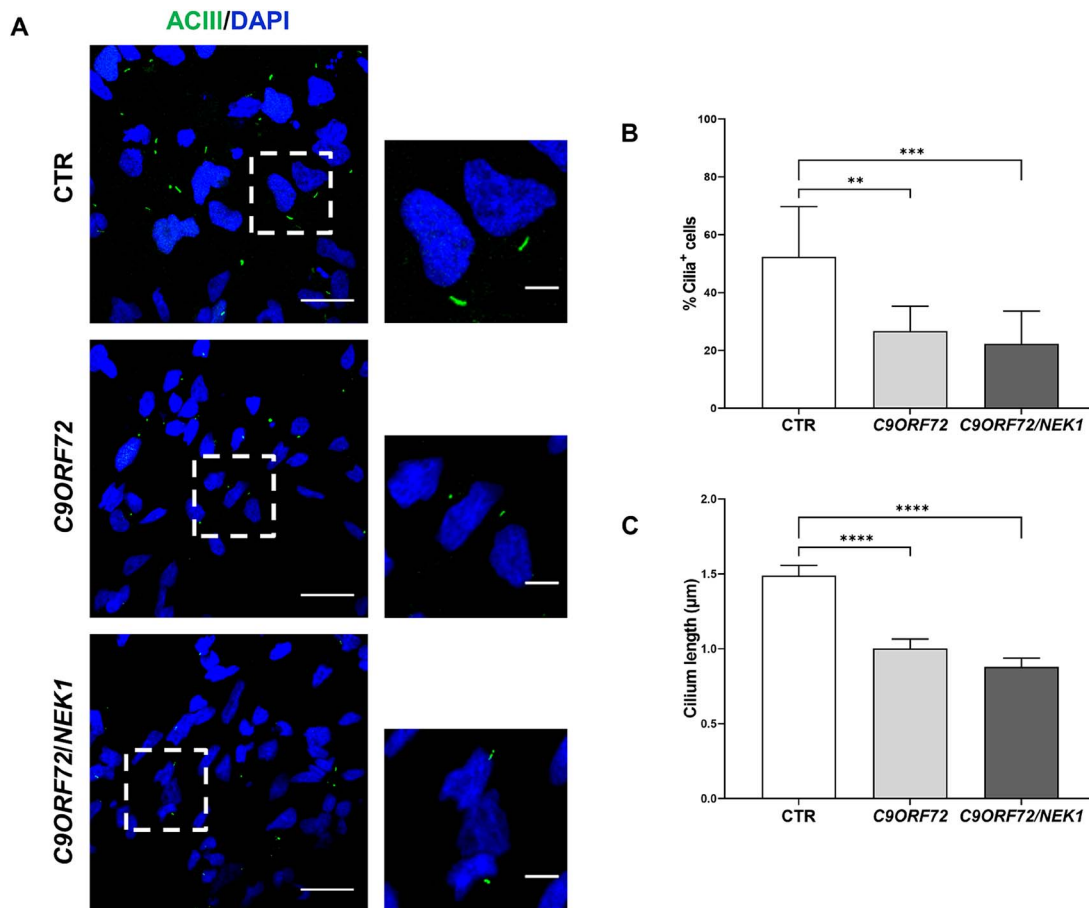 A
ACIII/DAPI
CTR
C9ORF72
C9ORF72/NEK1
B
% Cilia⁺ cells
100
80
60
40
20
0
***
**
CTR C9ORF72 C9ORF72/NEK1
C
Cilium length (µm)
2.0
1.5
1.0
0.5
0.0
****
****
CTR C9ORF72 C9ORF72/NEK1